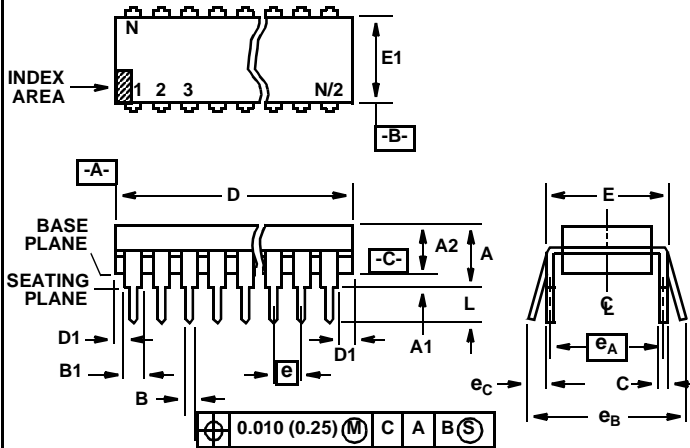 N
INDEX
AREA
1 2 3 N/2
E1
-B-
-A-
D
E
BASE
PLANE
A2
A
-C-
SEATING
PLANE
L
D1
A1
D1
B1
e
eA
B
eC
C
eB
0.010 (0.25) M C A B S
CL